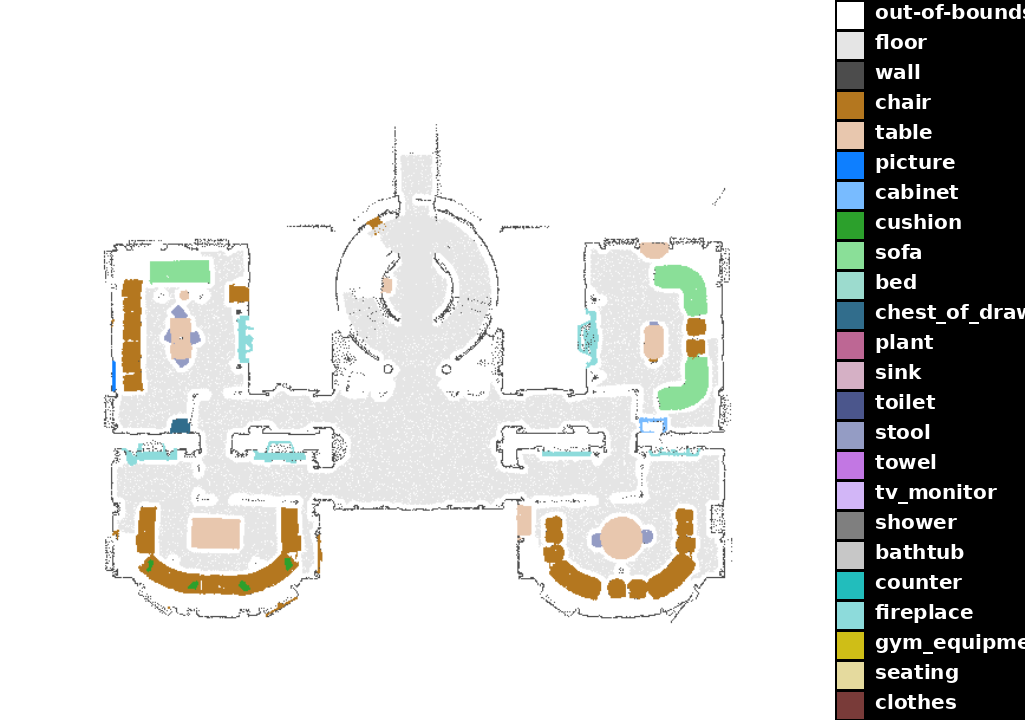 out-of-bounds
floor
wall
chair
table
picture
cabinet
cushion
sofa
bed
chest_of_draw
plant
sink
toilet
stool
towel
tv_monitor
shower
bathtub
counter
fireplace
gym_equipme
seating
clothes